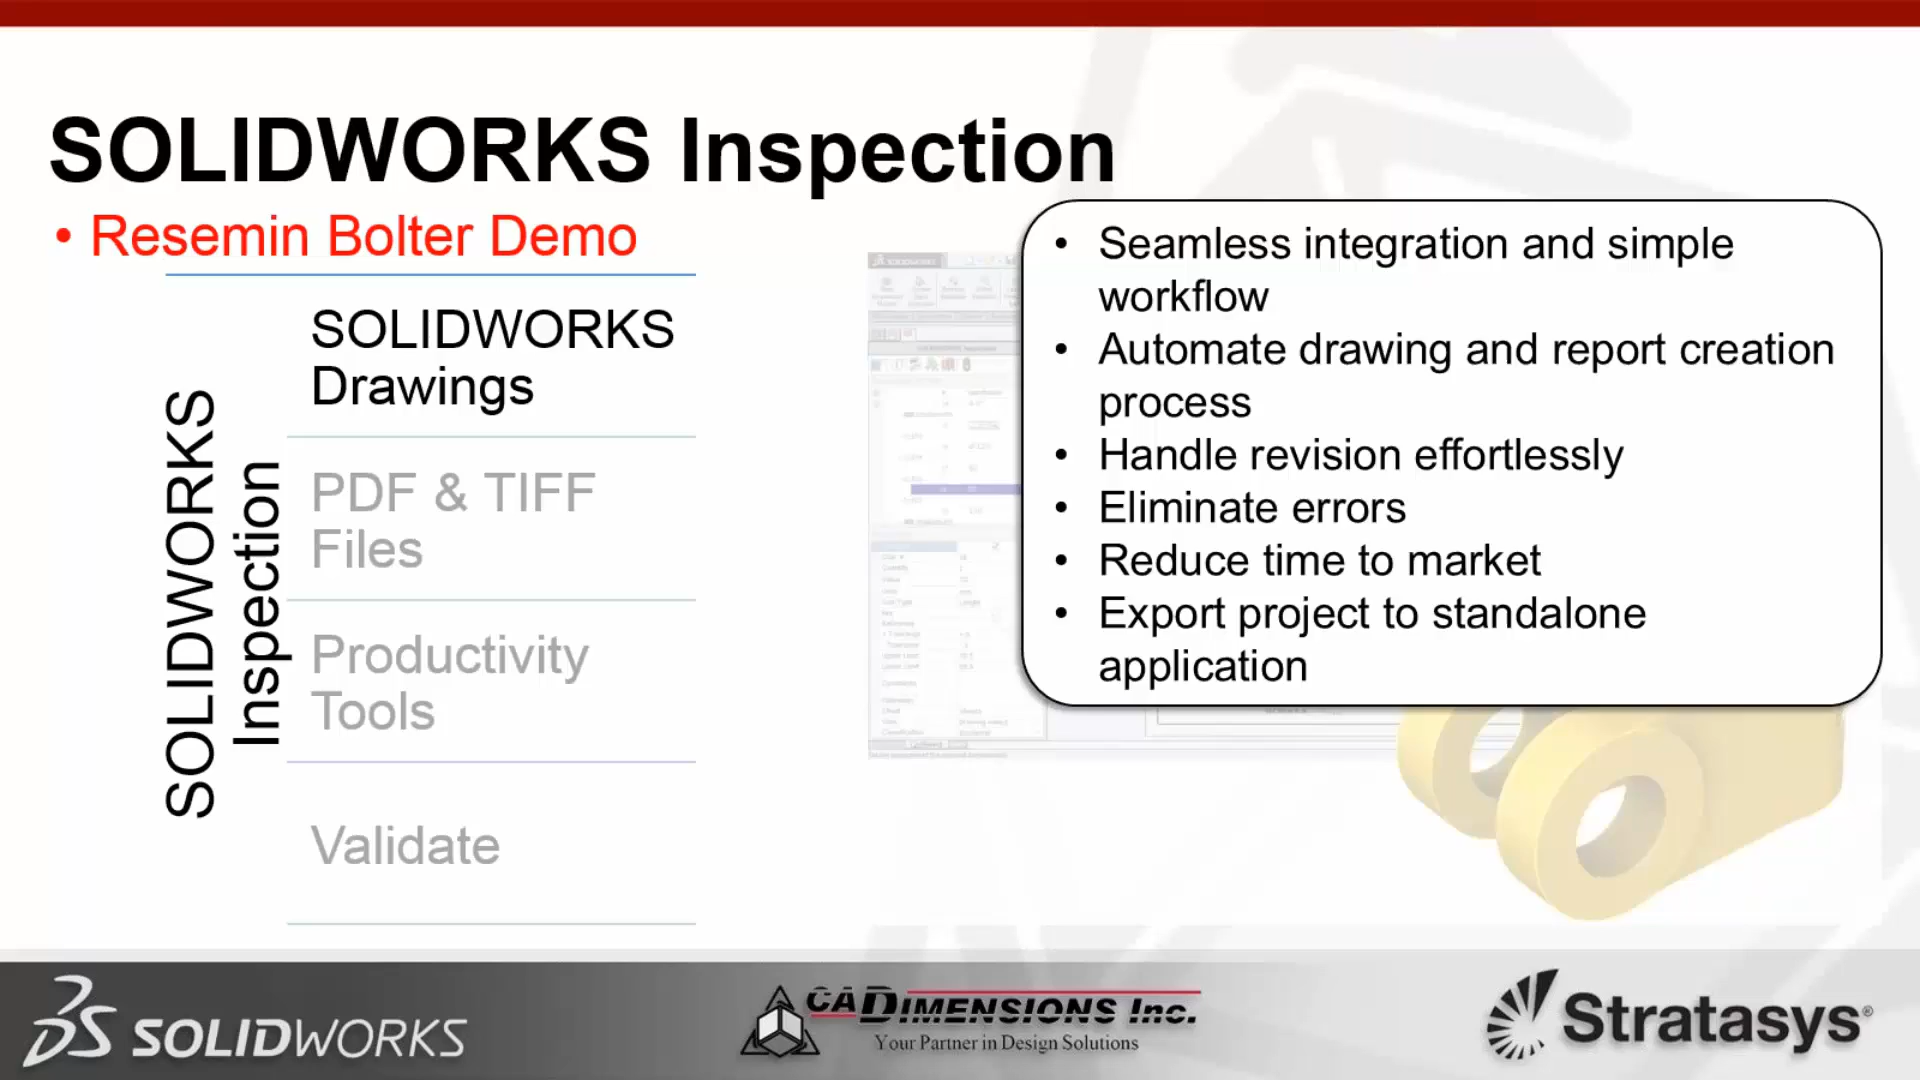 SOLIDWORKS Inspection
• Resemin Bolter Demo
SOLIDWORKS
Inspection
SOLIDWORKS
Drawings
PDF & TIFF
Files
Productivity
Tools
Validate
• Seamless integration and simple
workflow
• Automate drawing and report creation
process
• Handle revision effortlessly
• Eliminate errors
• Reduce time to market
• Export project to standalone
application
SOLIDWORKS
CADIMENSIONS INC.
Your Partner in Design Solutions
Stratasys®